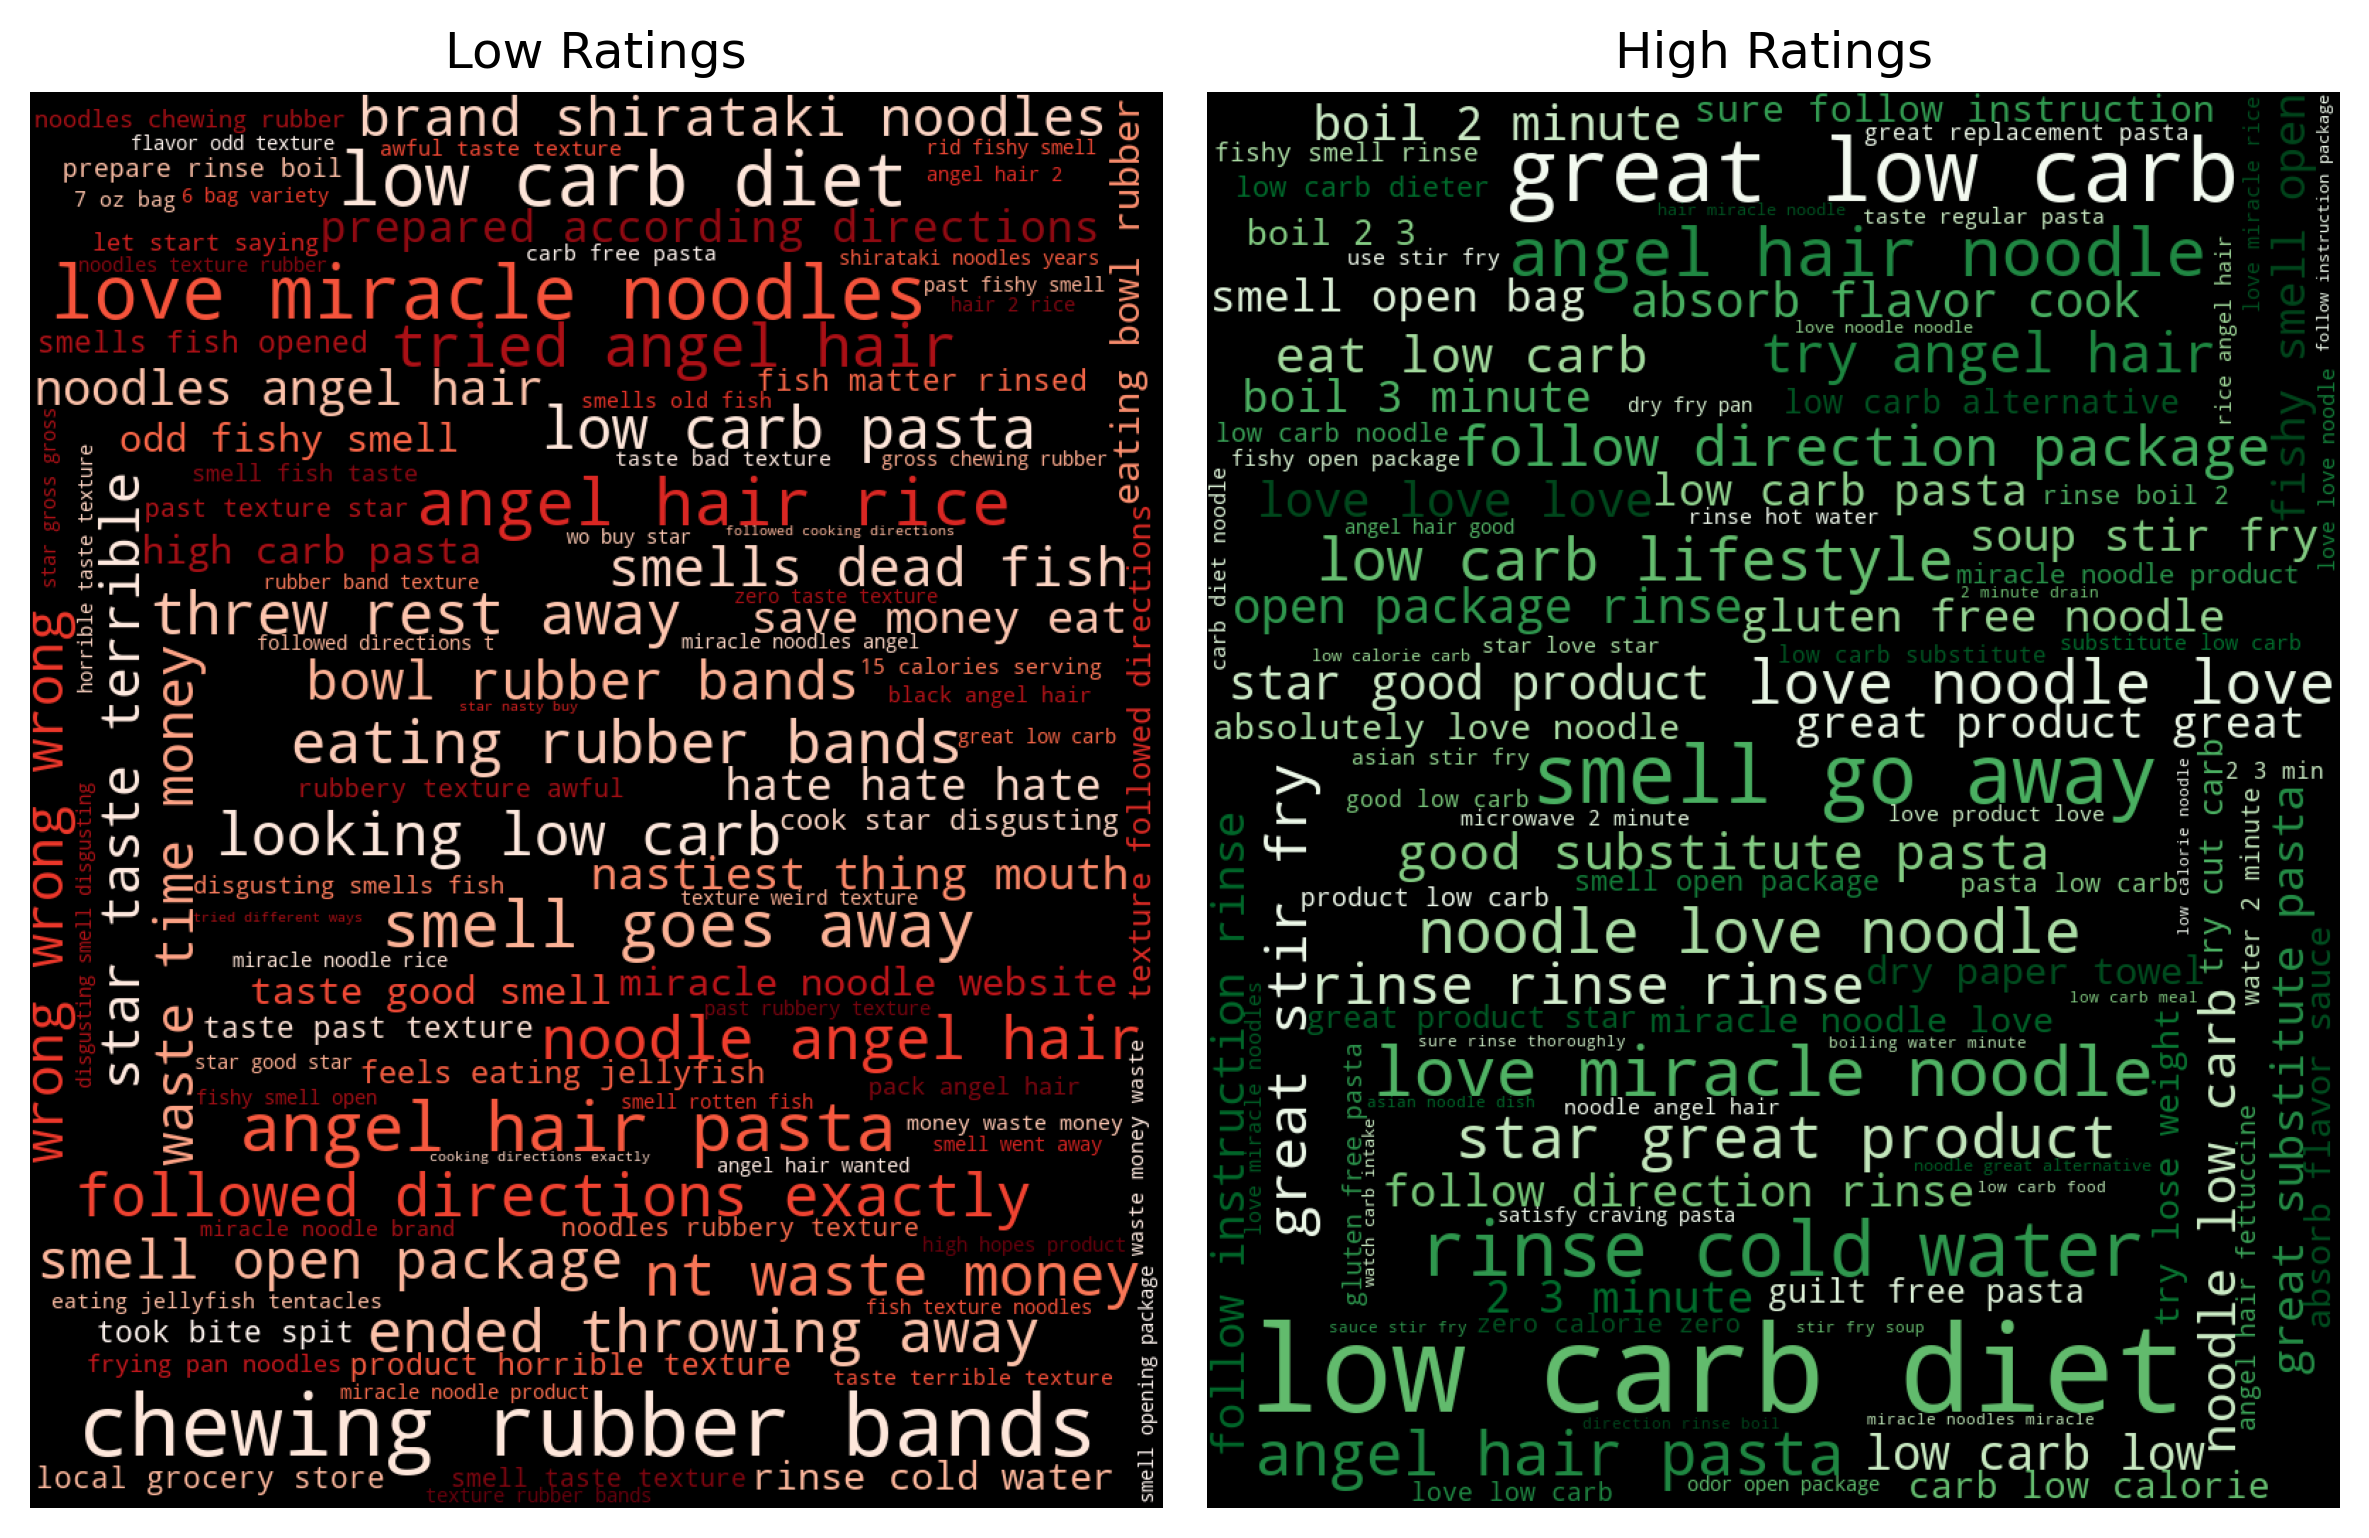 Low Ratings
noodles chewing rubber
brand shirataki noodles
flavor odd texture
awful taste texture
rid fishy smell
prepare rinse boil
low carb diet
angel hair 2
7 oz bag
6 bag variety
prepared according directions
let start saying
carb free pasta
shirataki noodles years
noodles texture rubber
love miracle noodles
past fishy smell
hair 2 rice
smells fish opened
tried angel hair
noodles angel hair
fish matter rinsed
smells old fish
odd fishy smell
low carb pasta
taste bad texture
gross chewing rubber
smell fish taste
past texture star
angel hair rice
followed cooking directions
wo buy star
high carb pasta
smells dead fish
rubber band texture
zero taste texture
threw rest away
save money eat
followed directions t
miracle noodles angel
bowl rubber bands
15 calories serving
black angel hair
star nasty buy
eating rubber bands
great low carb
rubbery texture awful
hate hate hate
looking low carb
cook star disgusting
nastiest thing mouth
disgusting smells fish
texture weird texture
tried different ways
smell goes away
miracle noodle rice
taste good smell
miracle noodle website
past rubbery texture
taste past texture
noodle angel hair
star good star
feels eating jellyfish
pack angel hair
fishy smell open
smell rotten fish
angel hair pasta
money waste money
smell went away
cooking directions exactly
angel hair wanted
followed directions exactly
miracle noodle brand
noodles rubbery texture
high hopes product
smell open package
nt waste money
eating jellyfish tentacles
fish texture noodles
took bite spit
ended throwing away
frying pan noodles
product horrible texture
taste terrible texture
miracle noodle product
chewing rubber bands
local grocery store
smell taste texture
rinse cold water
texture rubber bands
star gross gross
horrible taste texture
star taste terrible
wrong wrong wrong
waste time money
disgusting smell disgusting
eating bowl rubber
texture followed directions
waste money waste
smell opening package
High Ratings
boil 2 minute
sure follow instruction
great replacement pasta
fishy smell rinse
great low carb
low carb dieter
hair miracle noodle
taste regular pasta
boil 2 3
use stir fry
angel hair noodle
smell open bag
absorb flavor cook
love noodle noodle
eat low carb
try angel hair
boil 3 minute
dry fry pan
low carb alternative
low carb noodle
follow direction package
fishy open package
love love love
low carb pasta
rinse boil 2
angel hair good
rinse hot water
soup stir fry
low carb lifestyle
miracle noodle product
2 minute drain
open package rinse
gluten free noodle
star love star
substitute low carb
low calorie carb
low carb substitute
star good product
love noodle love
absolutely love noodle
great product great
asian stir fry
smell go away
2 3 min
good low carb
microwave 2 minute
love product love
good substitute pasta
smell open package
pasta low carb
product low carb
noodle love noodle
rinse rinse rinse
dry paper towel
low carb meal
great product star
miracle noodle love
sure rinse thoroughly
boiling water minute
love miracle noodle
asian noodle dish
noodle angel hair
star great product
noodle great alternative
follow direction rinse
low carb food
satisfy craving pasta
rinse cold water
2 3 minute
guilt free pasta
sauce stir fry
zero calorie zero
stir fry soup
low carb diet
direction rinse boil
miracle noodles miracle
angel hair pasta
low carb low
love low carb
odor open package
carb low calorie
love miracle rice
fishy smell open
follow instruction package
rice angel hair
love love noodle
carb diet noodle
great stir fry
follow instruction rinse
love miracle noodles
gluten free pasta
watch carb intake
try cut carb
low calorie noodle
water 2 minute
great substitute pasta
absorb flavor sauce
noodle low carb
try lose weight
angel hair fettuccine